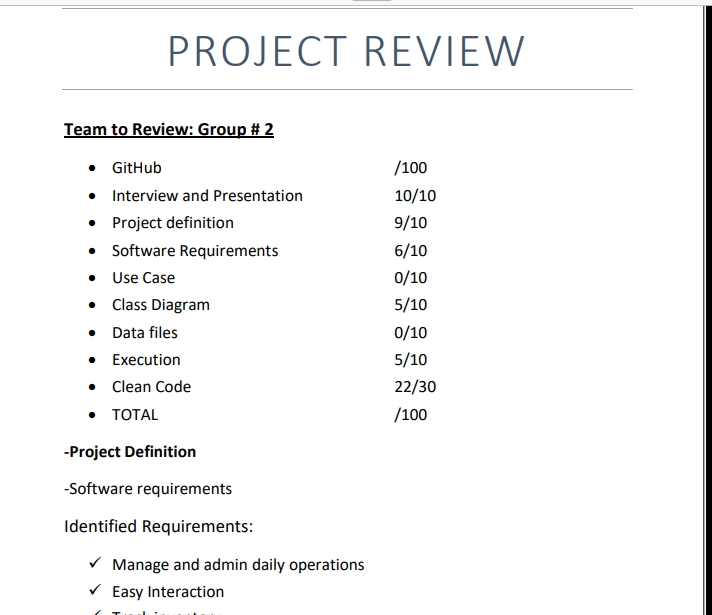 PROJECT REVIEW
Team to Review: Group # 2
• GitHub /100
• Interview and Presentation 10/10
• Project definition 9/10
• Software Requirements 6/10
• Use Case 0/10
• Class Diagram 5/10
• Data files 0/10
• Execution 5/10
• Clean Code 22/30
• TOTAL /100
-Project Definition
-Software requirements
Identified Requirements:
✓ Manage and admin daily operations
✓ Easy Interaction